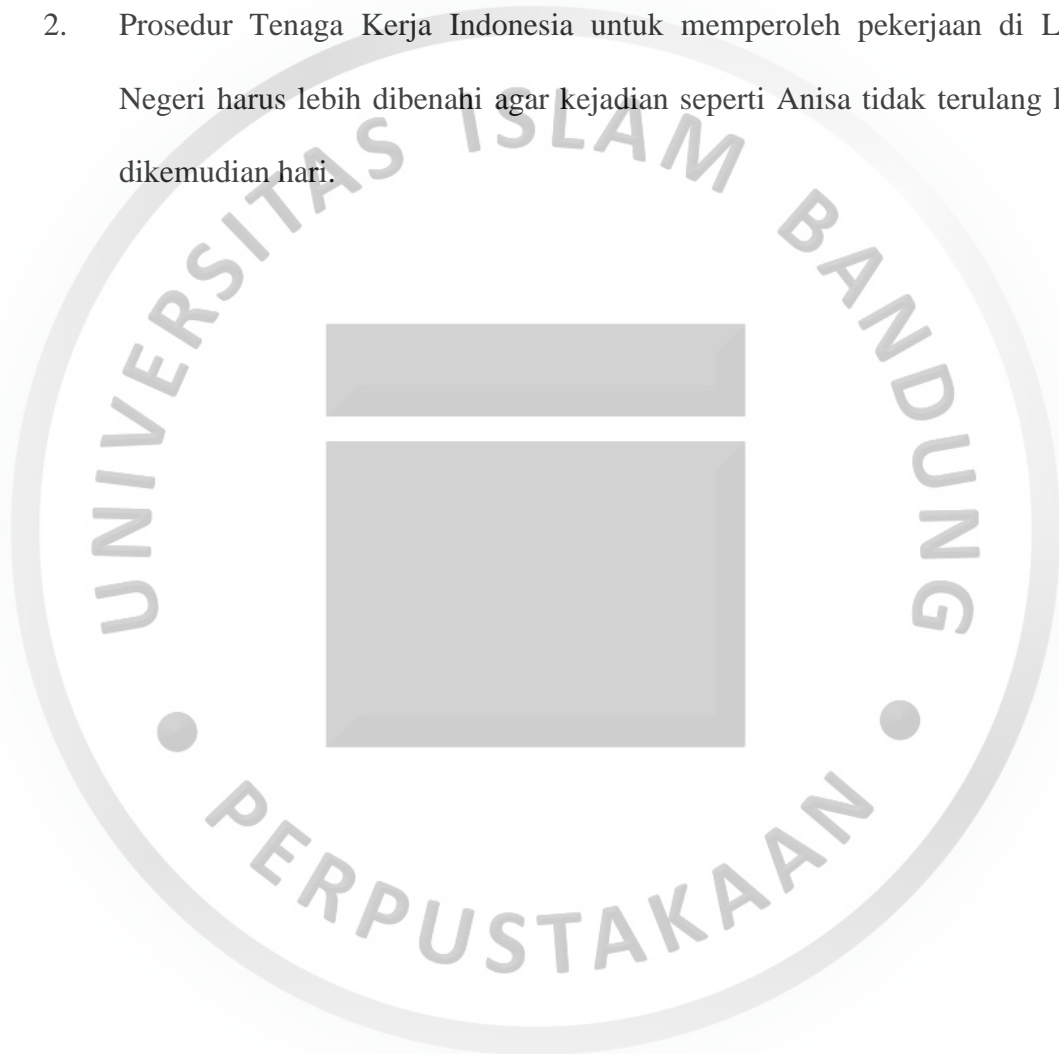 2. Prosedur Tenaga Kerja Indonesia untuk memperoleh pekerjaan di L
Negeri harus lebih dibenahi agar kejadian seperti Anisa tidak terulang l
dikemudian hari.
UNIVERSITAS ISLAM BANDUNG
PERPUSTAKAAN